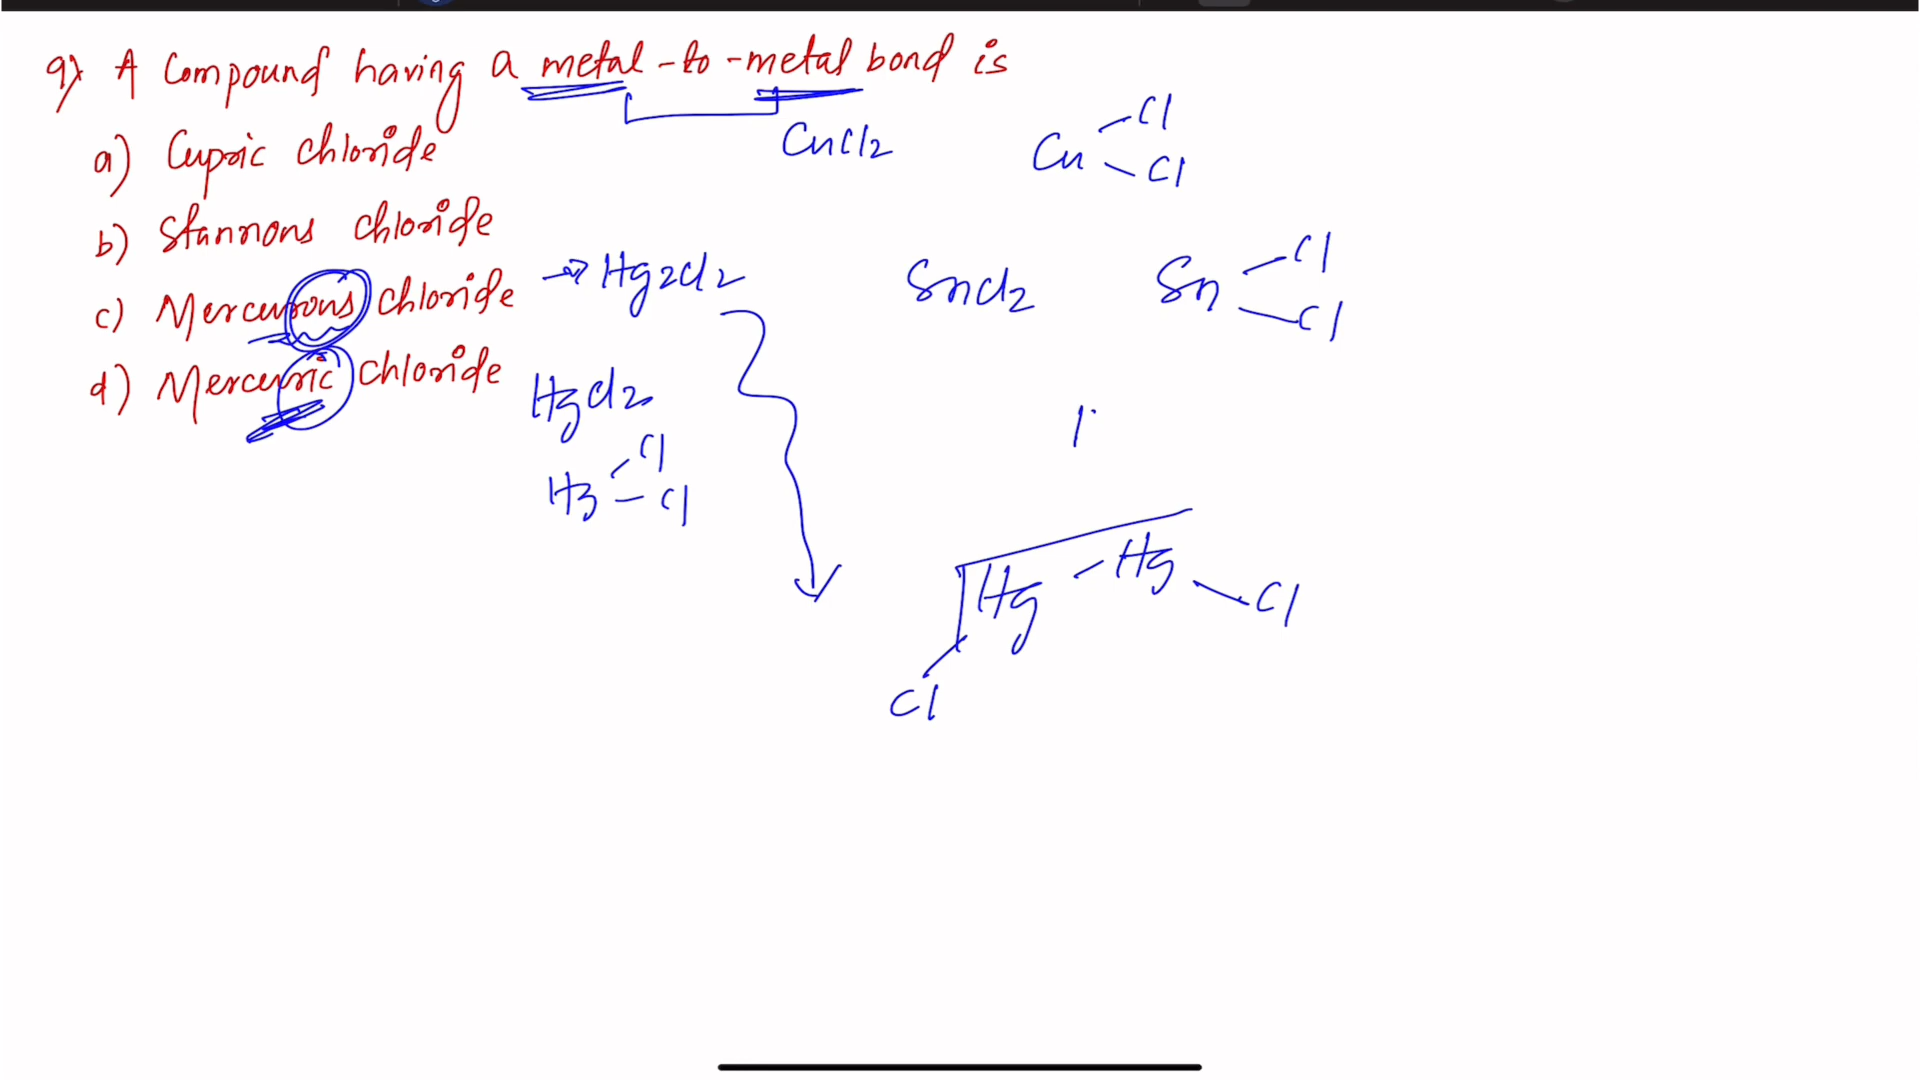 9) A Compound having a metal-to-metal bond is
a) Cupric chloride
CuCl2
Cu
Cl
Cl
b) Stannous chloride
c) Mercurous chloride → Hg2Cl2
SnCl2
Sn
Cl
Cl
d) Mercuric chloride
HgCl2
Hg
Cl
Cl
Hg - Hg
Cl
Cl